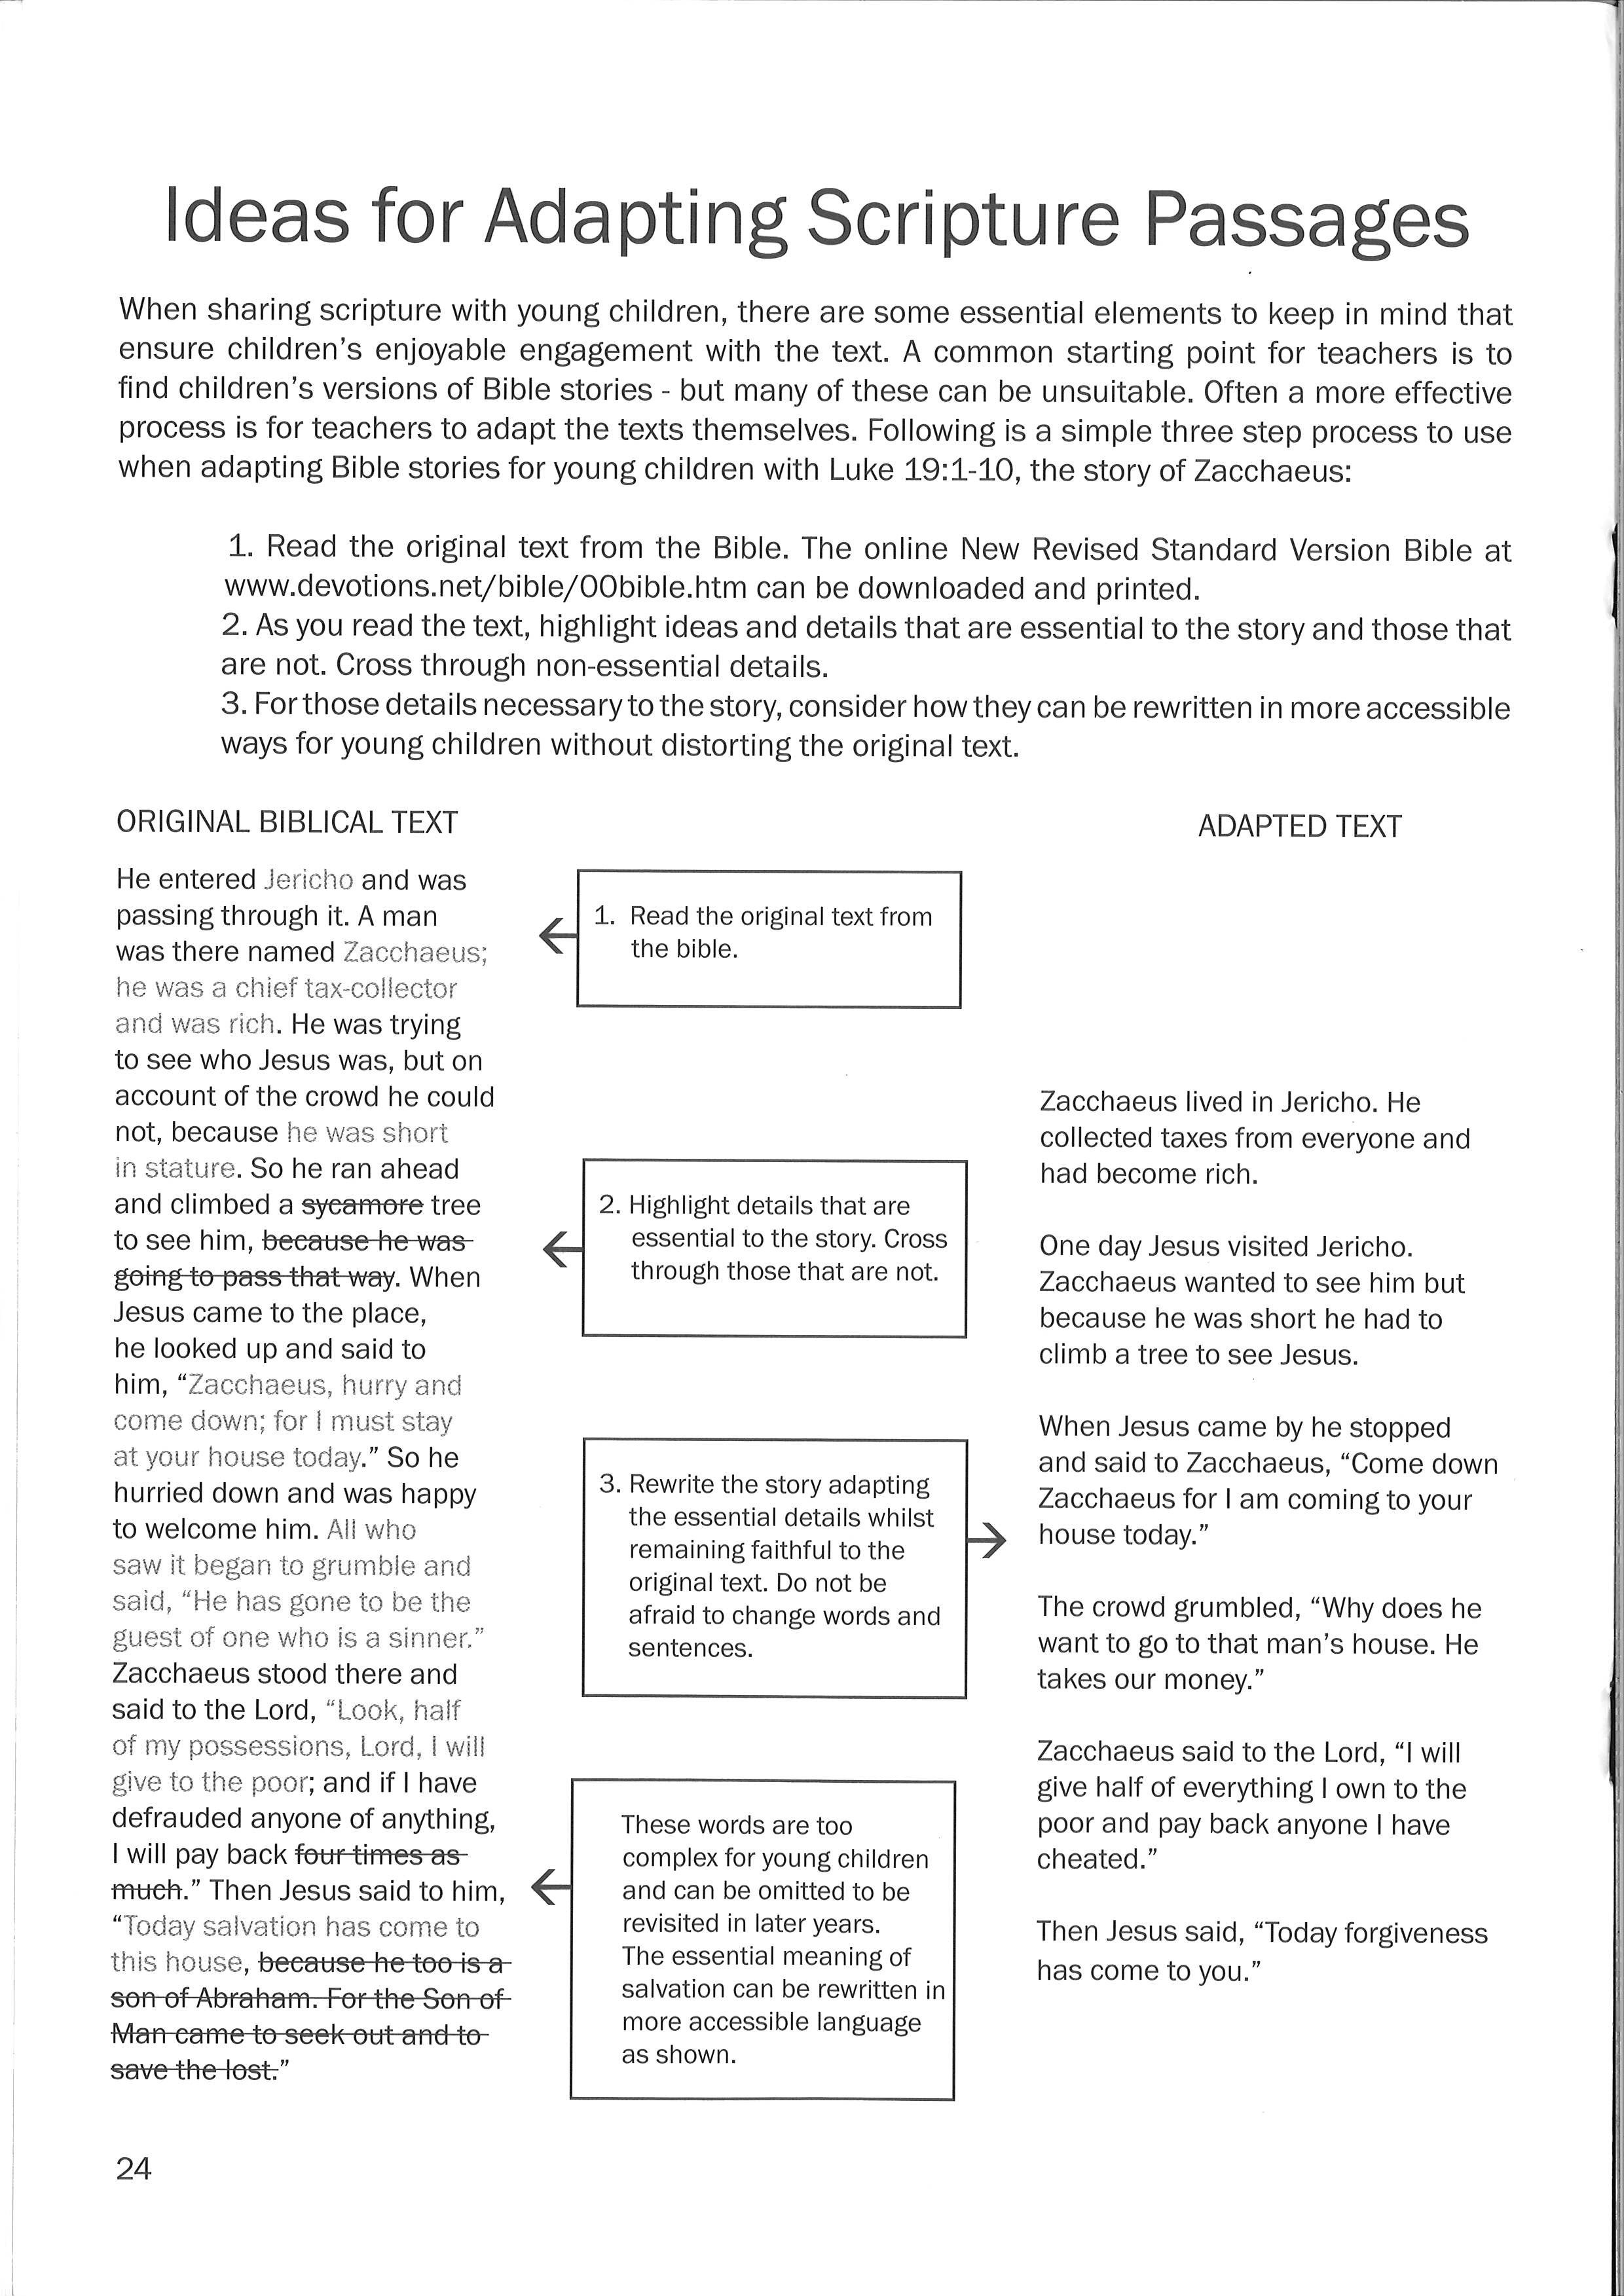 Ideas for Adapting Scripture Passages
When sharing scripture with young children, there are some essential elements to keep in mind that
ensure children's enjoyable engagement with the text. A common starting point for teachers is to
find children's versions of Bible stories - but many of these can be unsuitable. Often a more effective
process is for teachers to adapt the texts themselves. Following is a simple three step process to use
when adapting Bible stories for young children with Luke 19:1-10, the story of Zacchaeus:
1. Read the original text from the Bible. The online New Revised Standard Version Bible at
www.devotions.net/bible/00bible.htm can be downloaded and printed.
2. As you read the text, highlight ideas and details that are essential to the story and those that
are not. Cross through non-essential details.
3. For those details necessary to the story, consider how they can be rewritten in more accessible
ways for young children without distorting the original text.
ORIGINAL BIBLICAL TEXT
He entered Jericho and was
passing through it. A man
was there named Zacchaeus;
he was a chief tax-collector
and was rich. He was trying
to see who Jesus was, but on
account of the crowd he could
not, because he was short
in stature. So he ran ahead
and climbed a sycamore tree
to see him, because he was
going to pass that way. When
Jesus came to the place,
he looked up and said to
him, “Zacchaeus, hurry and
come down; for I must stay
at your house today.” So he
hurried down and was happy
to welcome him. All who
saw it began to grumble and
said, “He has gone to be the
guest of one who is a sinner.”
Zacchaeus stood there and
said to the Lord, “Look, half
of my possessions, Lord, I will
give to the poor; and if I have
defrauded anyone of anything,
I will pay back four times as
much.” Then Jesus said to him,
“Today salvation has come to
this house, because he too is a
son of Abraham. For the Son of
Man came to seek out and to
save the lost.”
1. Read the original text from
the bible.
2. Highlight details that are
essential to the story. Cross
through those that are not.
3. Rewrite the story adapting
the essential details whilst
remaining faithful to the
original text. Do not be
afraid to change words and
sentences.
These words are too
complex for young children
and can be omitted to be
revisited in later years.
The essential meaning of
salvation can be rewritten in
more accessible language
as shown.
ADAPTED TEXT
Zacchaeus lived in Jericho. He
collected taxes from everyone and
had become rich.
One day Jesus visited Jericho.
Zacchaeus wanted to see him but
because he was short he had to
climb a tree to see Jesus.
When Jesus came by he stopped
and said to Zacchaeus, “Come down
Zacchaeus for I am coming to your
house today.”
The crowd grumbled, “Why does he
want to go to that man's house. He
takes our money.”
Zacchaeus said to the Lord, “I will
give half of everything I own to the
poor and pay back anyone I have
cheated.”
Then Jesus said, “Today forgiveness
has come to you.”
24